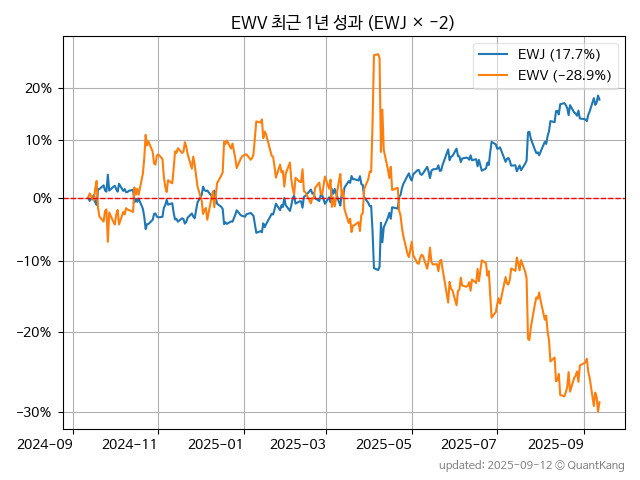 EWV 최근 1년 성과 (EWJ × -2)
EWJ (17.7%)
EWV (-28.9%)
20%
10%
0%
-10%
-20%
-30%
2024-09 2024-11 2025-01 2025-03 2025-05 2025-07 2025-09
updated: 2025-09-12 © QuantKang